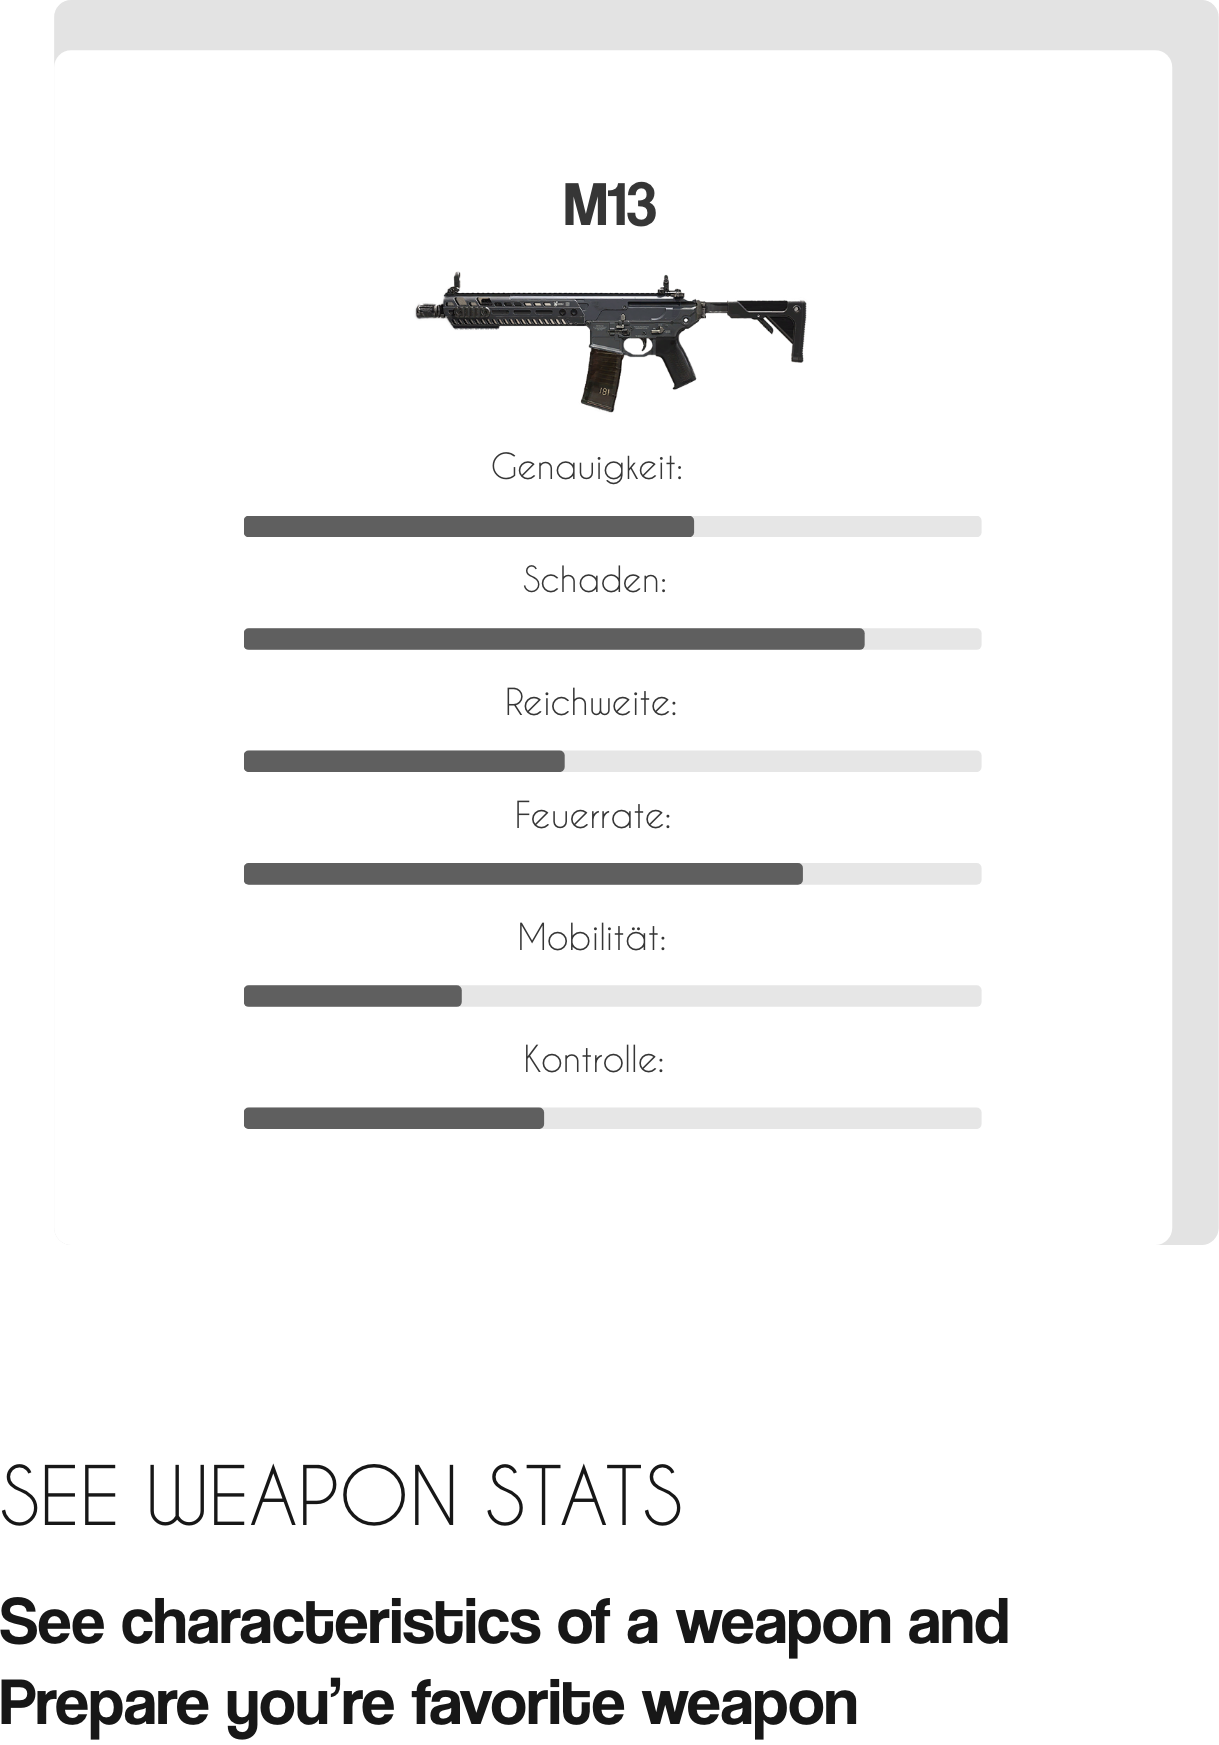 M13
Genauigkeit:
Schaden:
Reichweite:
Feuerrate:
Mobilität:
Kontrolle:
SEE WEAPON STATS
See characteristics of a weapon and
Prepare you’re favorite weapon